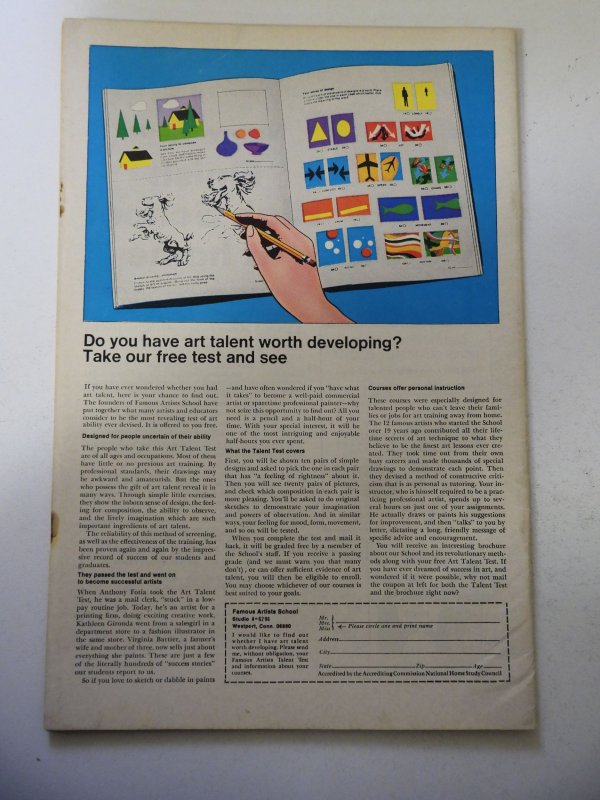 Do you have art talent worth developing?
Take our free test and see
If you have ever wondered whether you had
art talent, here is your chance to find out.
The founders of Famous Artists School have
put together what many artists and educators
consider to be the most revealing test of art
ability ever devised. It is offered to you free.
Designed for people uncertain of their ability
The people who take this Art Talent Test
are of all ages and occupations. Most of them
have little or no previous art training. By
professional standards, their drawings may
be awkward and amateurish. But the ones
who possess the gift of art talent reveal it in
many ways. Through simple little exercises,
they show the inborn sense of design, the feel-
ing for composition, the ability to observe,
and the lively imagination which are such
important ingredients of art talent.
The reliability of this method of screening,
as well as the effectiveness of the training, has
been proven again and again by the impres-
sive record of success of our students and
graduates.
They passed the test and went on
to become successful artists
When Anthony Fotia took the Art Talent
Test, he was a mail clerk, "stuck" in a low-
pay routine job. Today, he's an artist for a
printing firm, doing exciting creative work.
Kathleen Gironda went from a salesgirl in a
department store to a fashion illustrator in
the same store. Virginia Bartter, a farmer's
wife and mother of three, now sells just about
everything she paints. These are just a few
of the literally hundreds of "success stories"
our students report to us.
So if you love to sketch or dabble in paints
—and have often wondered if you "have what
it takes" to become a well-paid commercial
artist or sparetime professional painter—why
not seize this opportunity to find out? All you
need is a pencil and a half-hour of your
time. With your special interest, it will be
one of the most intriguing and enjoyable
half-hours you ever spent.
What the Talent Test covers
First, you will be shown ten pairs of simple
designs and asked to pick the one in each pair
that has "a feeling of rightness" about it.
Then you will see twenty pairs of pictures,
and check which composition in each pair is
more pleasing. You'll be asked to do original
sketches to demonstrate your imagination
and powers of observation. And in similar
ways, your feeling for mood, form, movement,
and so on will be tested.
When you complete the test and mail it
back, it will be graded free by a member of
the School's staff. If you receive a passing
grade (and we must warn you that many
don't), or can offer sufficient evidence of art
talent, you will then be eligible to enroll.
You may choose whichever of our courses is
best suited to your goals.
Courses offer personal instruction
These courses were especially designed for
talented people who can't leave their fami-
lies or jobs for art training away from home.
The 12 famous artists who started the School
over 19 years ago contributed all their life-
time secrets of art technique to what they
believe to be the finest art lessons ever cre-
ated. They took time out from their own
busy careers and made thousands of special
drawings to demonstrate each point. Then
they devised a method of constructive criti-
cism that is as personal as tutoring. Your in-
structor, who is himself required to be a prac-
ticing professional artist, spends up to sev-
eral hours on just one of your assignments.
He actually draws or paints his suggestions
for improvement, and then "talks" to you by
letter, dictating a long, friendly message of
specific advice and encouragement.
You will receive an interesting brochure
about our School and its revolutionary meth-
ods along with your free Art Talent Test. If
you have ever dreamed of success in art, and
wondered if it were possible, why not mail
the coupon at left for both the Talent Test
and the brochure right now?
Famous Artists School
Westport, Conn. 06880
I would like to find out
whether I have art talent
worth developing. Please send
me, without obligation, your
Famous Artists Talent Test
and information about your
courses.
Mr.
Mrs.
Miss
Please circle one and print name
Address
City
State Zip Age
Accredited by the Accrediting Commission National Home Study Council